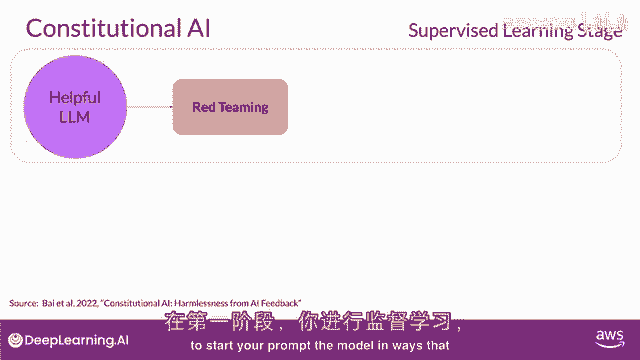 Constitutional AI
Supervised Learning Stage
Helpful
LLM
Red Teaming
Source: Bai et al. 2022, "Constitutional AI: Harmlessness from AI Feedback"
在第一阶段，你进行监督学习，
to start your prompt the model in ways that
DeepLearning.AI
aws